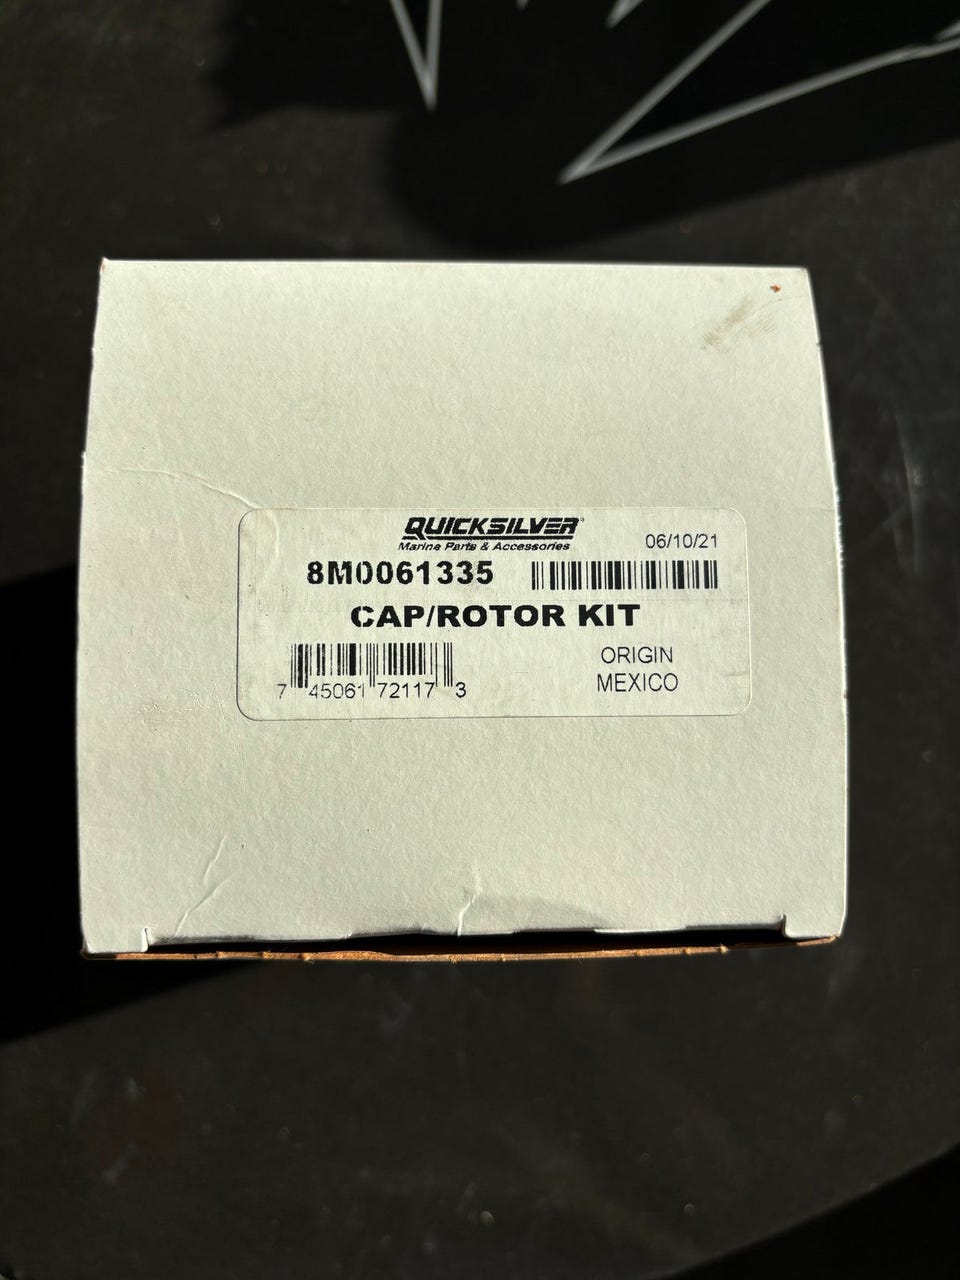 QUICKSILVER
Marine Parts & Accessories
06/10/21
8M0061335
CAP/ROTOR KIT
7 45061 72117 3
ORIGIN
MEXICO